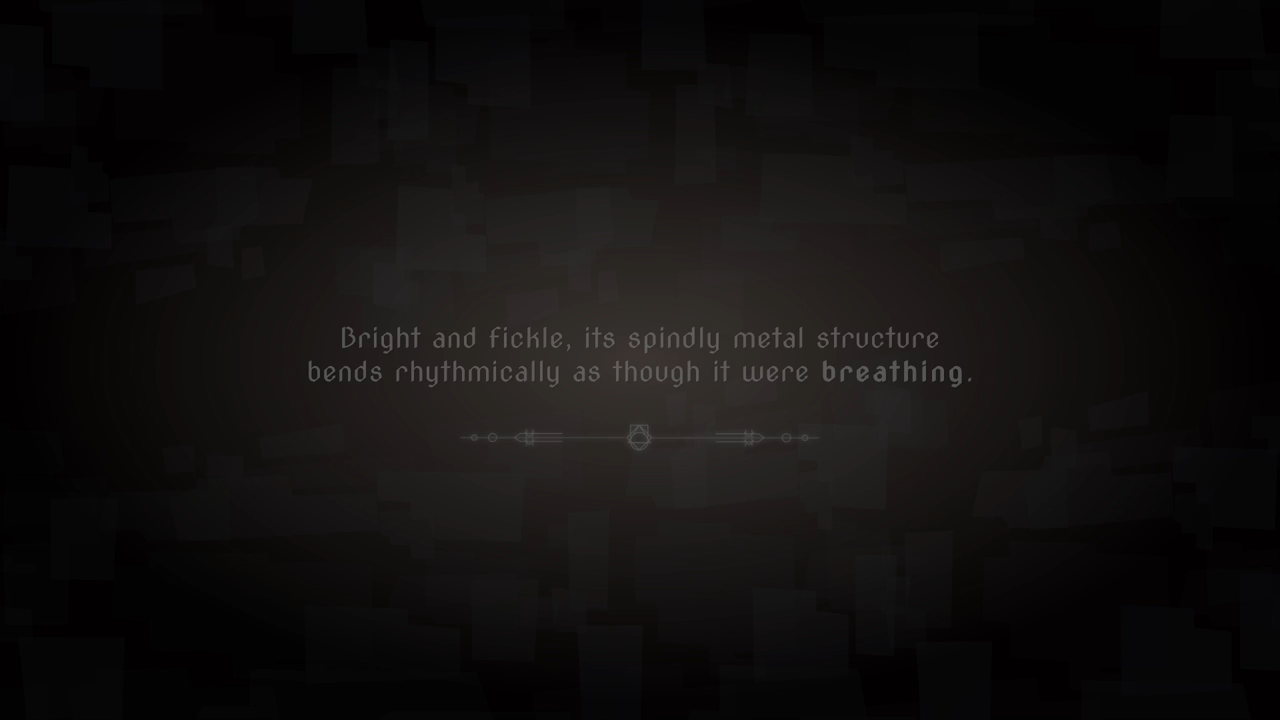 Bright and fickle, its spindly metal structure
bends rhythmically as though it were breathing.